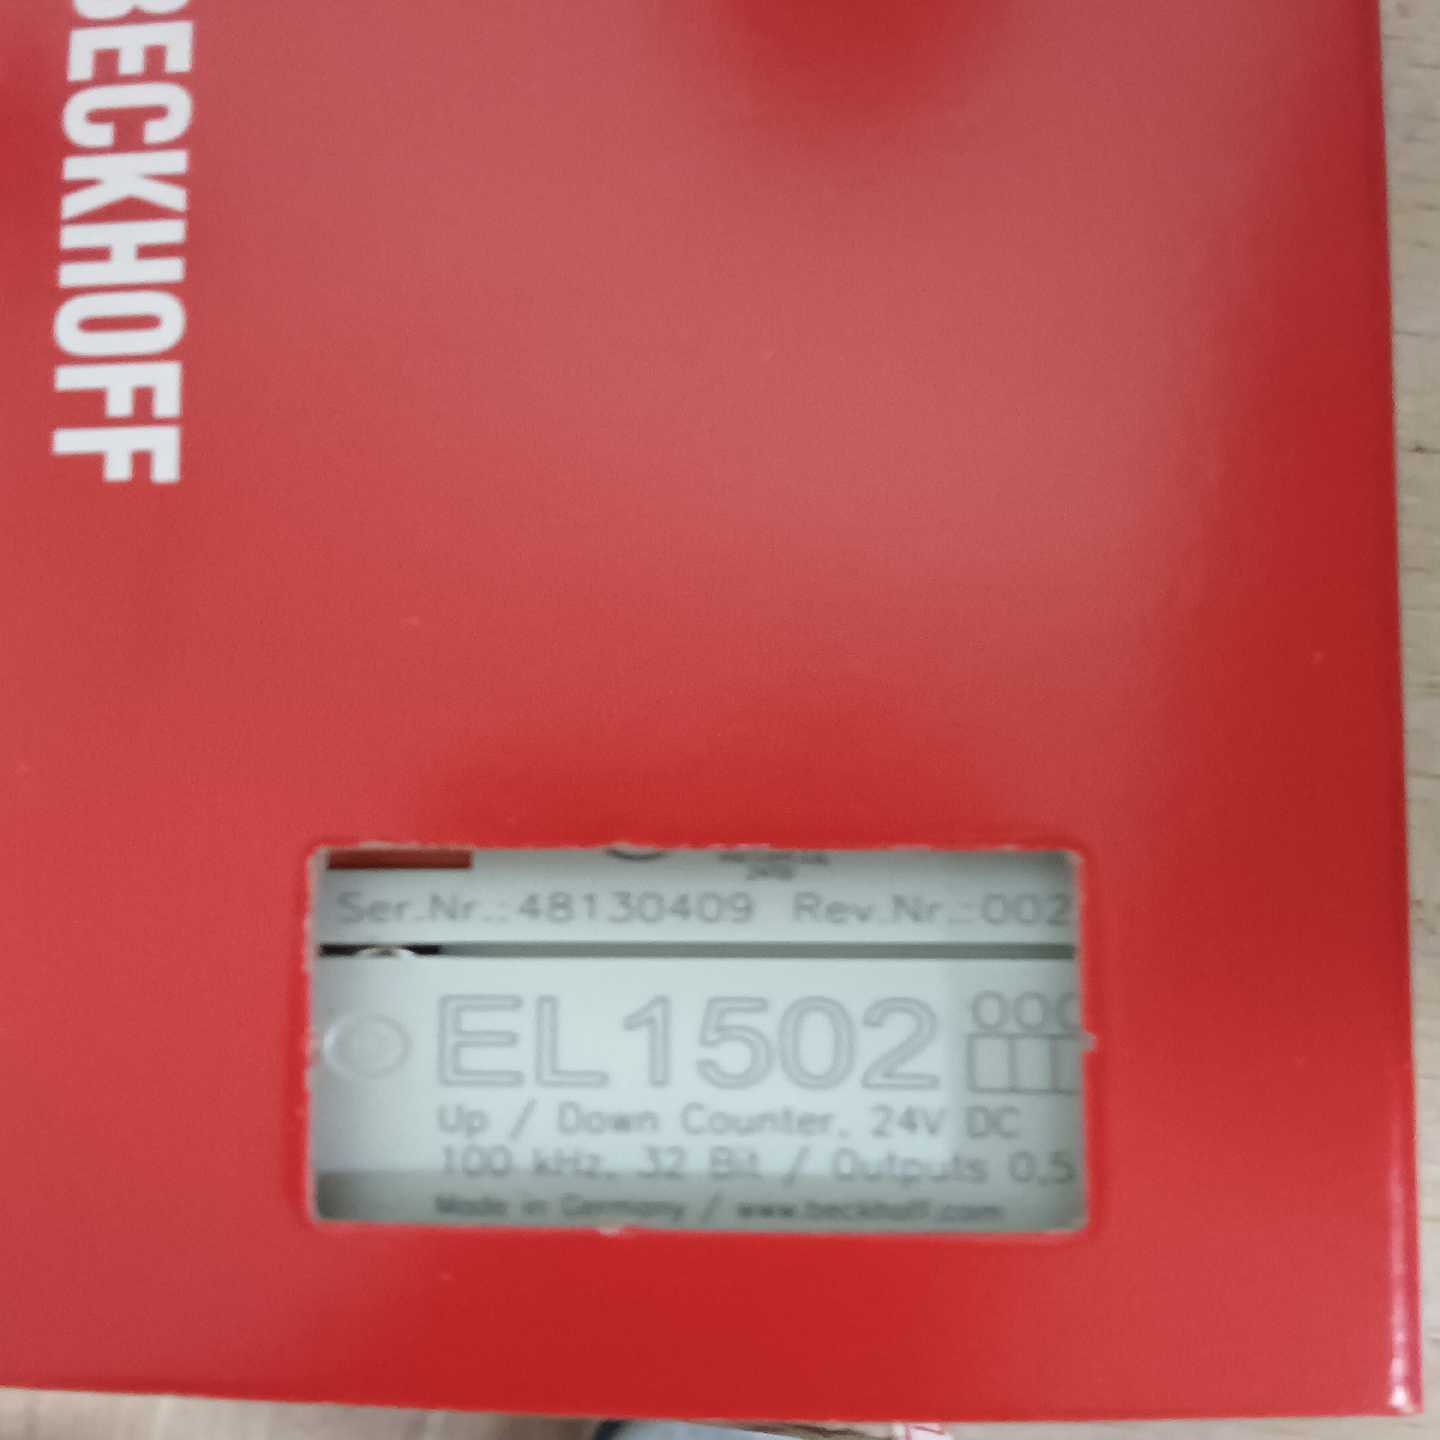 BECKHOFF
Ser.Nr.:48130409 Rev.Nr.:002
EL1502
Up / Down Counter, 24V DC
100 kHz, 32 Bit / Outputs 0,5
Made in Germany / www.beckhoff.com